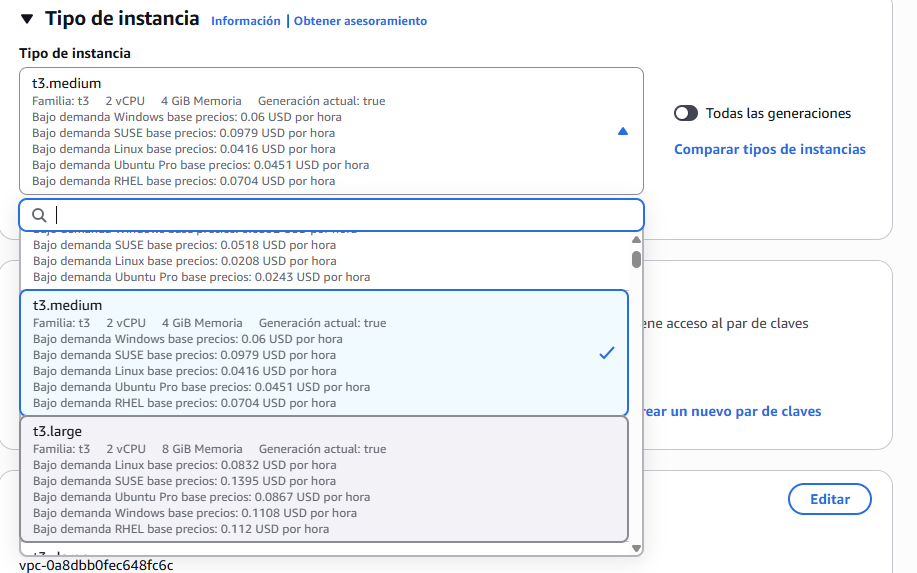 Tipo de instancia Información | Obtener asesoramiento
Tipo de instancia
t3.medium
Familia: t3 2 vCPU 4 GiB Memoria Generación actual: true
Bajo demanda Windows base precios: 0.06 USD por hora
Bajo demanda SUSE base precios: 0.0979 USD por hora
Bajo demanda Linux base precios: 0.0416 USD por hora
Bajo demanda Ubuntu Pro base precios: 0.0451 USD por hora
Bajo demanda RHEL base precios: 0.0704 USD por hora
Todas las generaciones
Comparar tipos de instancias
Bajo demanda SUSE base precios: 0.0518 USD por hora
Bajo demanda Linux base precios: 0.0208 USD por hora
Bajo demanda Ubuntu Pro base precios: 0.0243 USD por hora
t3.medium
Familia: t3 2 vCPU 4 GiB Memoria Generación actual: true
Bajo demanda Windows base precios: 0.06 USD por hora
Bajo demanda SUSE base precios: 0.0979 USD por hora
Bajo demanda Linux base precios: 0.0416 USD por hora
Bajo demanda Ubuntu Pro base precios: 0.0451 USD por hora
Bajo demanda RHEL base precios: 0.0704 USD por hora
ene acceso al par de claves
rear un nuevo par de claves
t3.large
Familia: t3 2 vCPU 8 GiB Memoria Generación actual: true
Bajo demanda Linux base precios: 0.0832 USD por hora
Bajo demanda SUSE base precios: 0.1395 USD por hora
Bajo demanda Ubuntu Pro base precios: 0.0867 USD por hora
Bajo demanda Windows base precios: 0.1108 USD por hora
Bajo demanda RHEL base precios: 0.112 USD por hora
Editar
vpc-0a8dbb0fec648fc6c